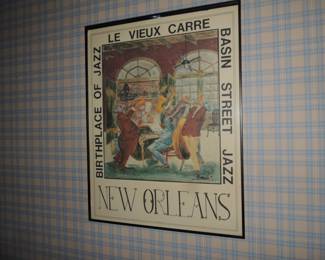 LE VIEUX CARRE
BIRTHPLACE OF JAZZ
BASIN STREET JAZZ
NEW ORLEANS